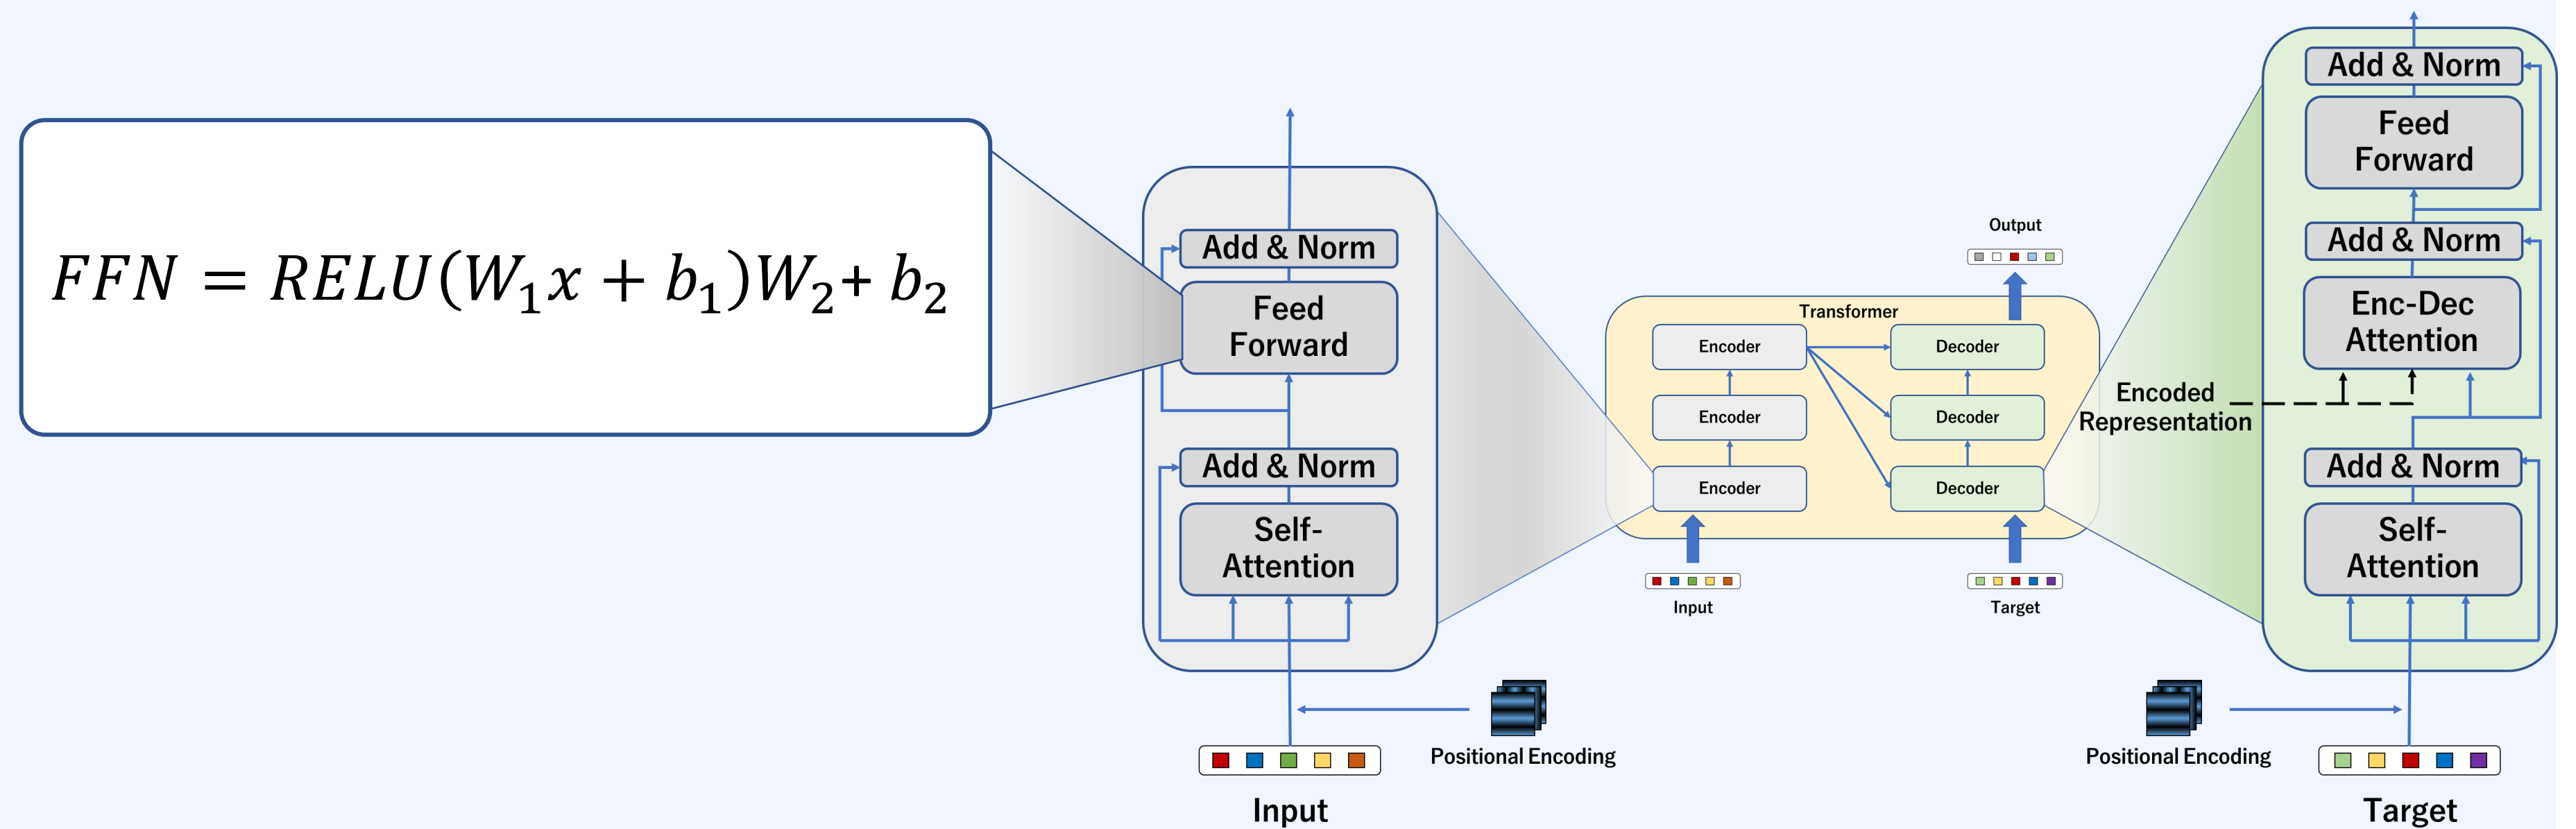 FFN = RELU(W₁x + b₁)W₂+ b₂
Add & Norm
Feed
Forward
Add & Norm
Self-
Attention
Positional Encoding
Input
Output
Transformer
Encoder
Decoder
Encoder
Decoder
Encoder
Decoder
Input
Target
Add & Norm
Feed
Forward
Add & Norm
Enc-Dec
Attention
Encoded
Representation
Add & Norm
Self-
Attention
Positional Encoding
Target